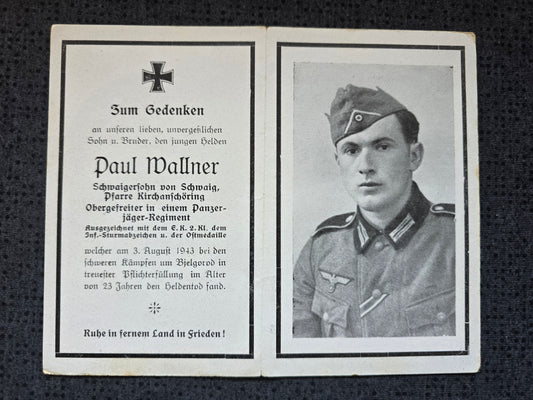 Zum Gedenken
an unseren lieben, unvergeßlichen
Sohn u. Bruder, den jungen Helden
Paul Wallner
Schwaigersohn von Schwaig,
Pfarre Kirchanschöring
Obergefreiter in einem Panzer-
jäger-Regiment
Ausgezeichnet mit dem E. K. 2. Kl. dem
Inf.-Sturmabzeichen u. der Ostmedaille
welcher am 3. August 1943 bei den
schweren Kämpfen um Bjelgorod in
treuester Pflichterfüllung im Alter
von 23 Jahren den Heldentod fand.
Ruhe in fernem Land in Frieden!